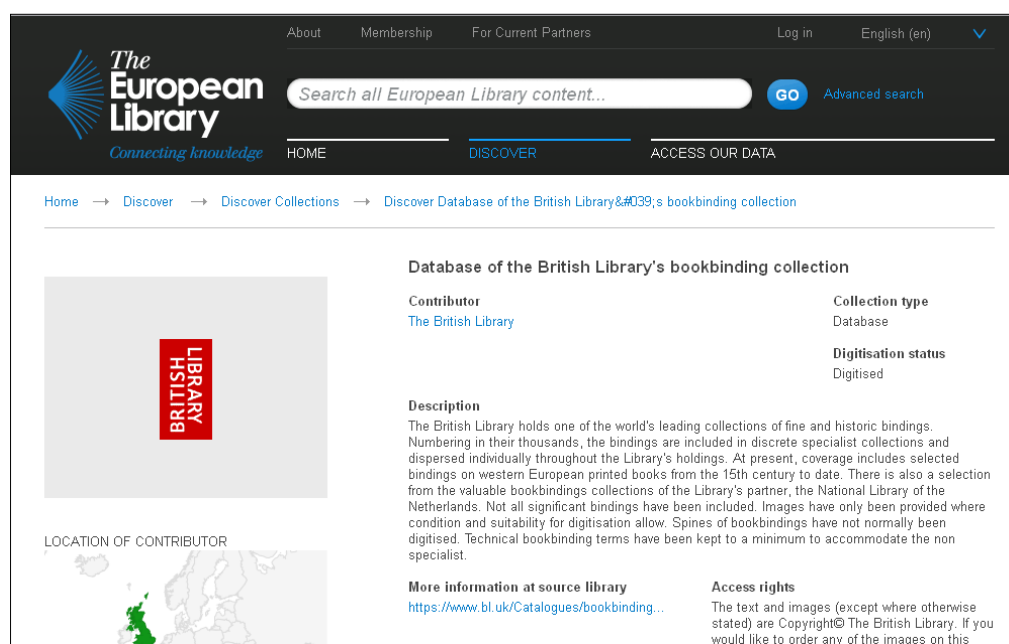 About Membership For Current Partners Log in English (en)
The
European
Library
Connecting knowledge
Search all European Library content...
GO
Advanced search
HOME DISCOVER ACCESS OUR DATA
Home → Discover → Discover Collections → Discover Database of the British Library&#039;s bookbinding collection
LIBRARY
BRITISH
LOCATION OF CONTRIBUTOR
Database of the British Library's bookbinding collection
Contributor
The British Library
Collection type
Database
Digitisation status
Digitised
Description
The British Library holds one of the world's leading collections of fine and historic bindings.
Numbering in their thousands, the bindings are included in discrete specialist collections and
dispersed individually throughout the Library's holdings. At present, coverage includes selected
bindings on western European printed books from the 15th century to date. There is also a selection
from the valuable bookbindings collections of the Library's partner, the National Library of the
Netherlands. Not all significant bindings have been included. Images have only been provided where
condition and suitability for digitisation allow. Spines of bookbindings have not normally been
digitised. Technical bookbinding terms have been kept to a minimum to accommodate the non
specialist.
More information at source library
https://www.bl.uk/Catalogues/bookbinding...
Access rights
The text and images (except where otherwise
stated) are Copyright© The British Library. If you
would like to order any of the images on this